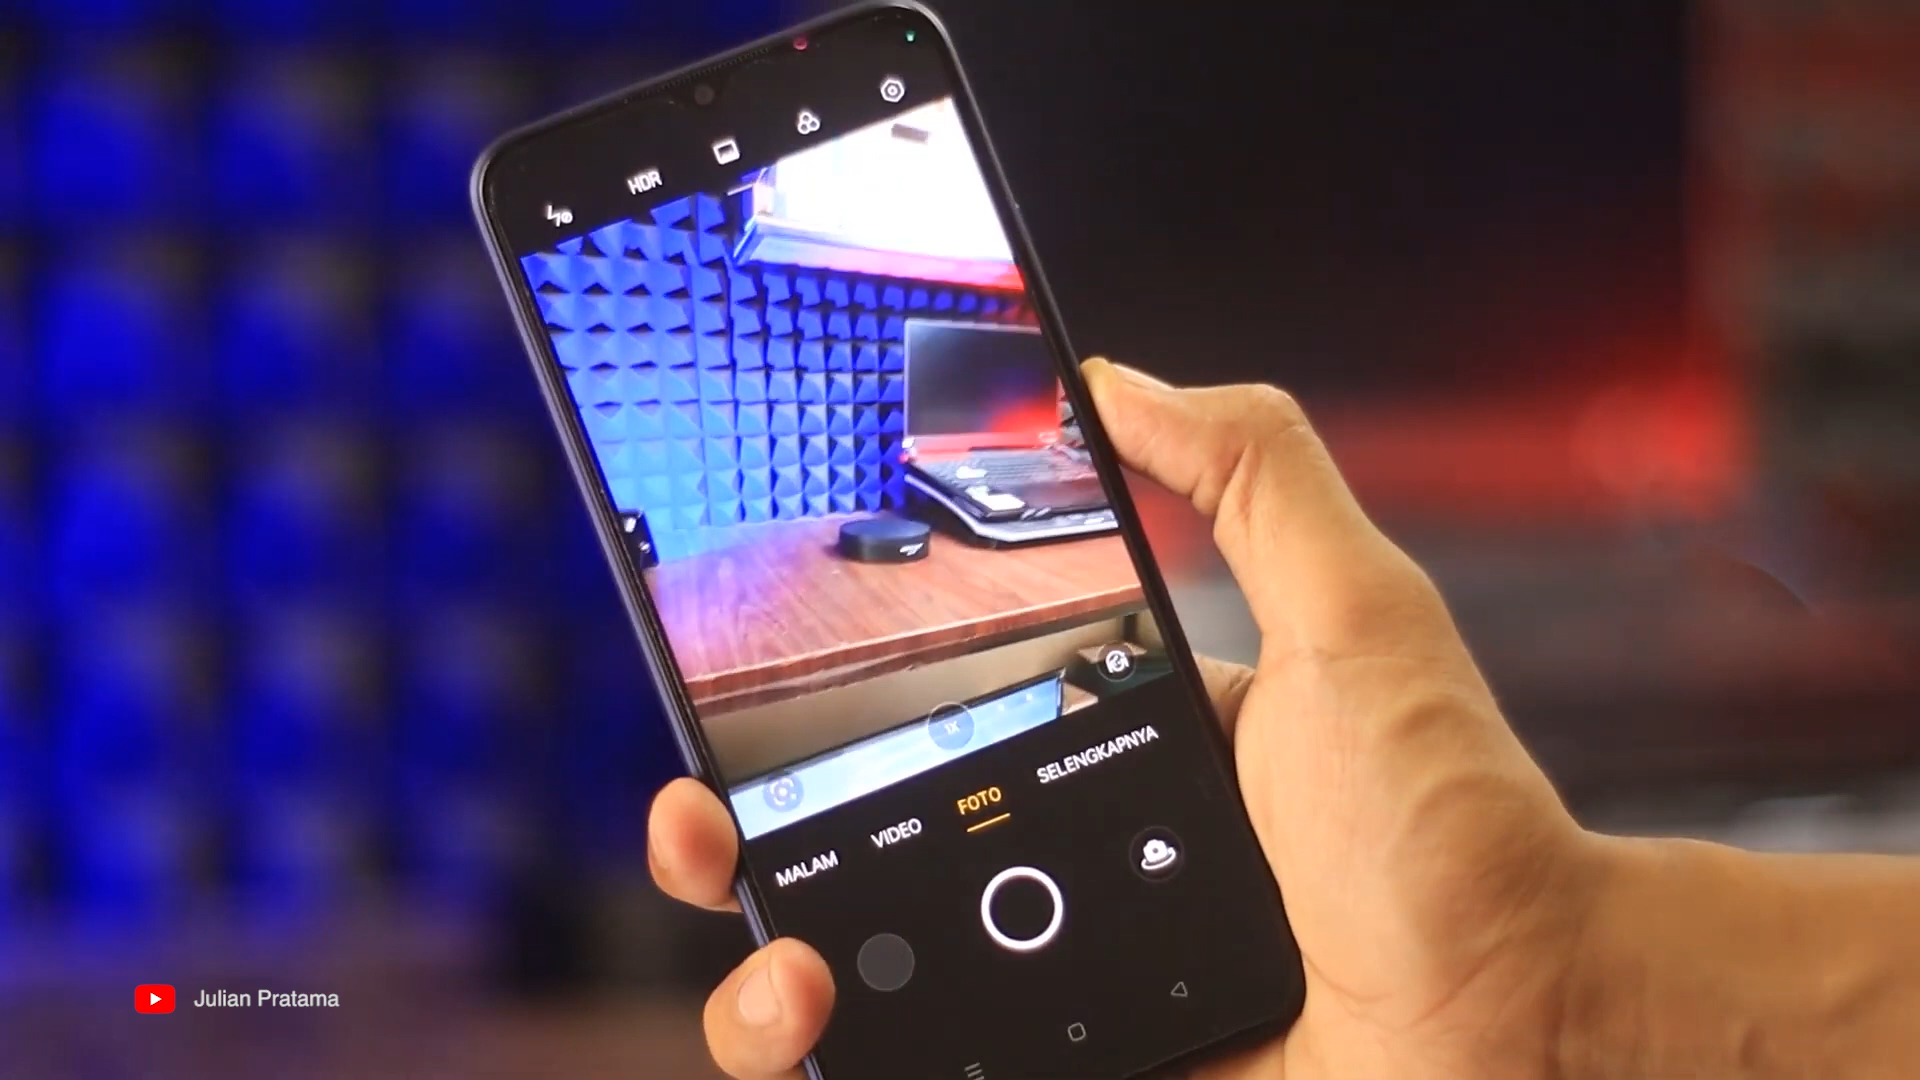 HDR
1X
MALAM
VIDEO
FOTO
SELENGKAPNYA
Julian Pratama